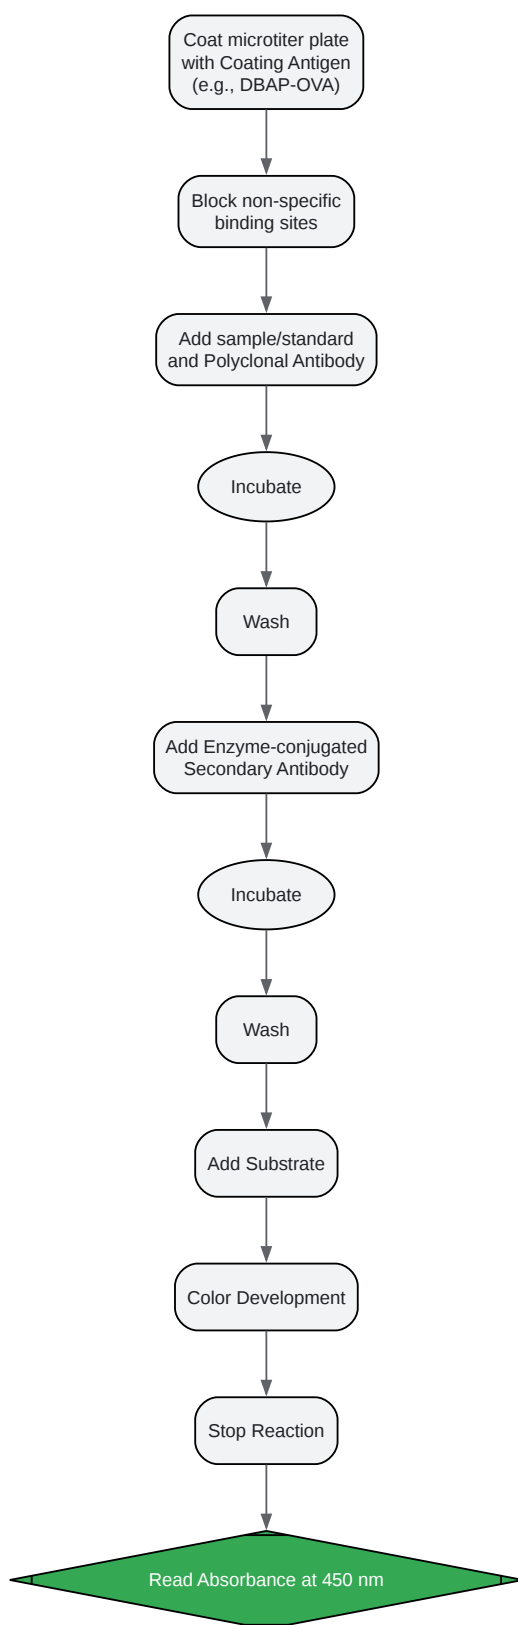 Coat microtiter plate
with Coating Antigen
(e.g., DBAP-OVA)
Block non-specific
binding sites
Add sample/standard
and Polyclonal Antibody
Incubate
Wash
Add Enzyme-conjugated
Secondary Antibody
Incubate
Wash
Add Substrate
Color Development
Stop Reaction
Read Absorbance at 450 nm